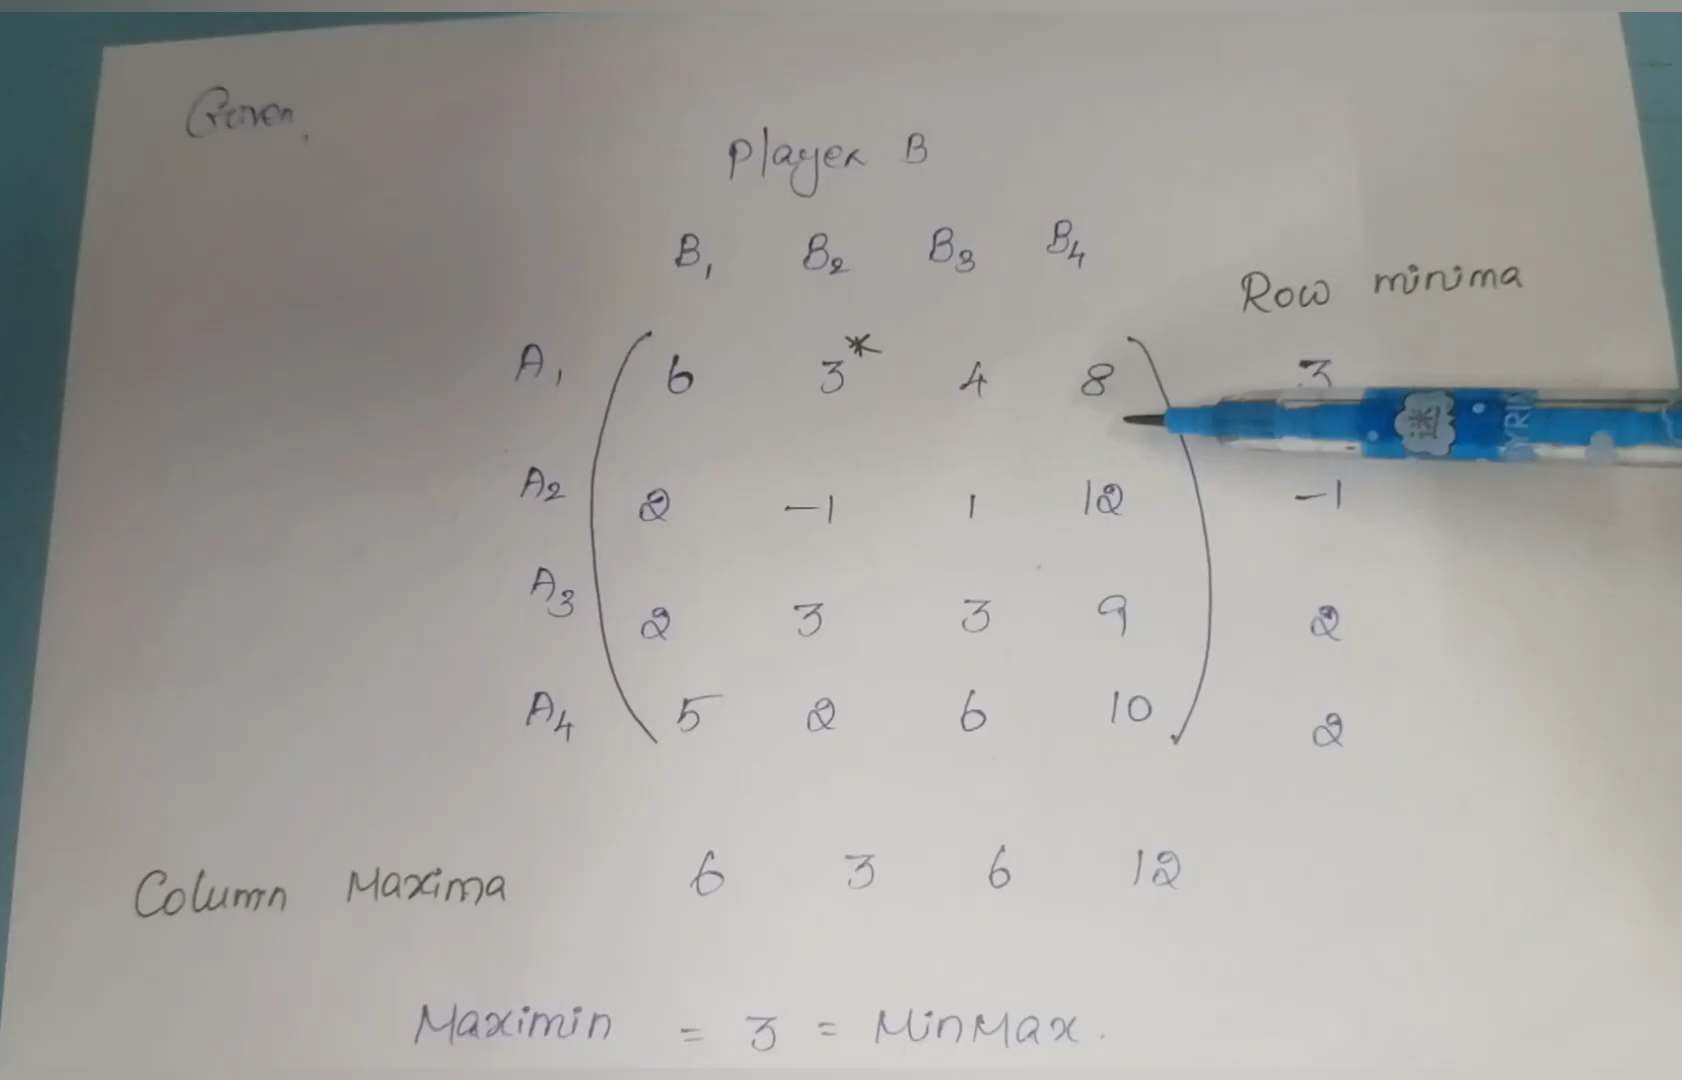 Given,
Player B
B1 B2 B3 B4
Row minima
A1 6 3* 4 8 3
A2 2 -1 1 12 -1
A3 2 3 3 9 2
A4 5 2 6 10 2
Column Maxima 6 3 6 12
Maximin = 3 = MinMax.
迷